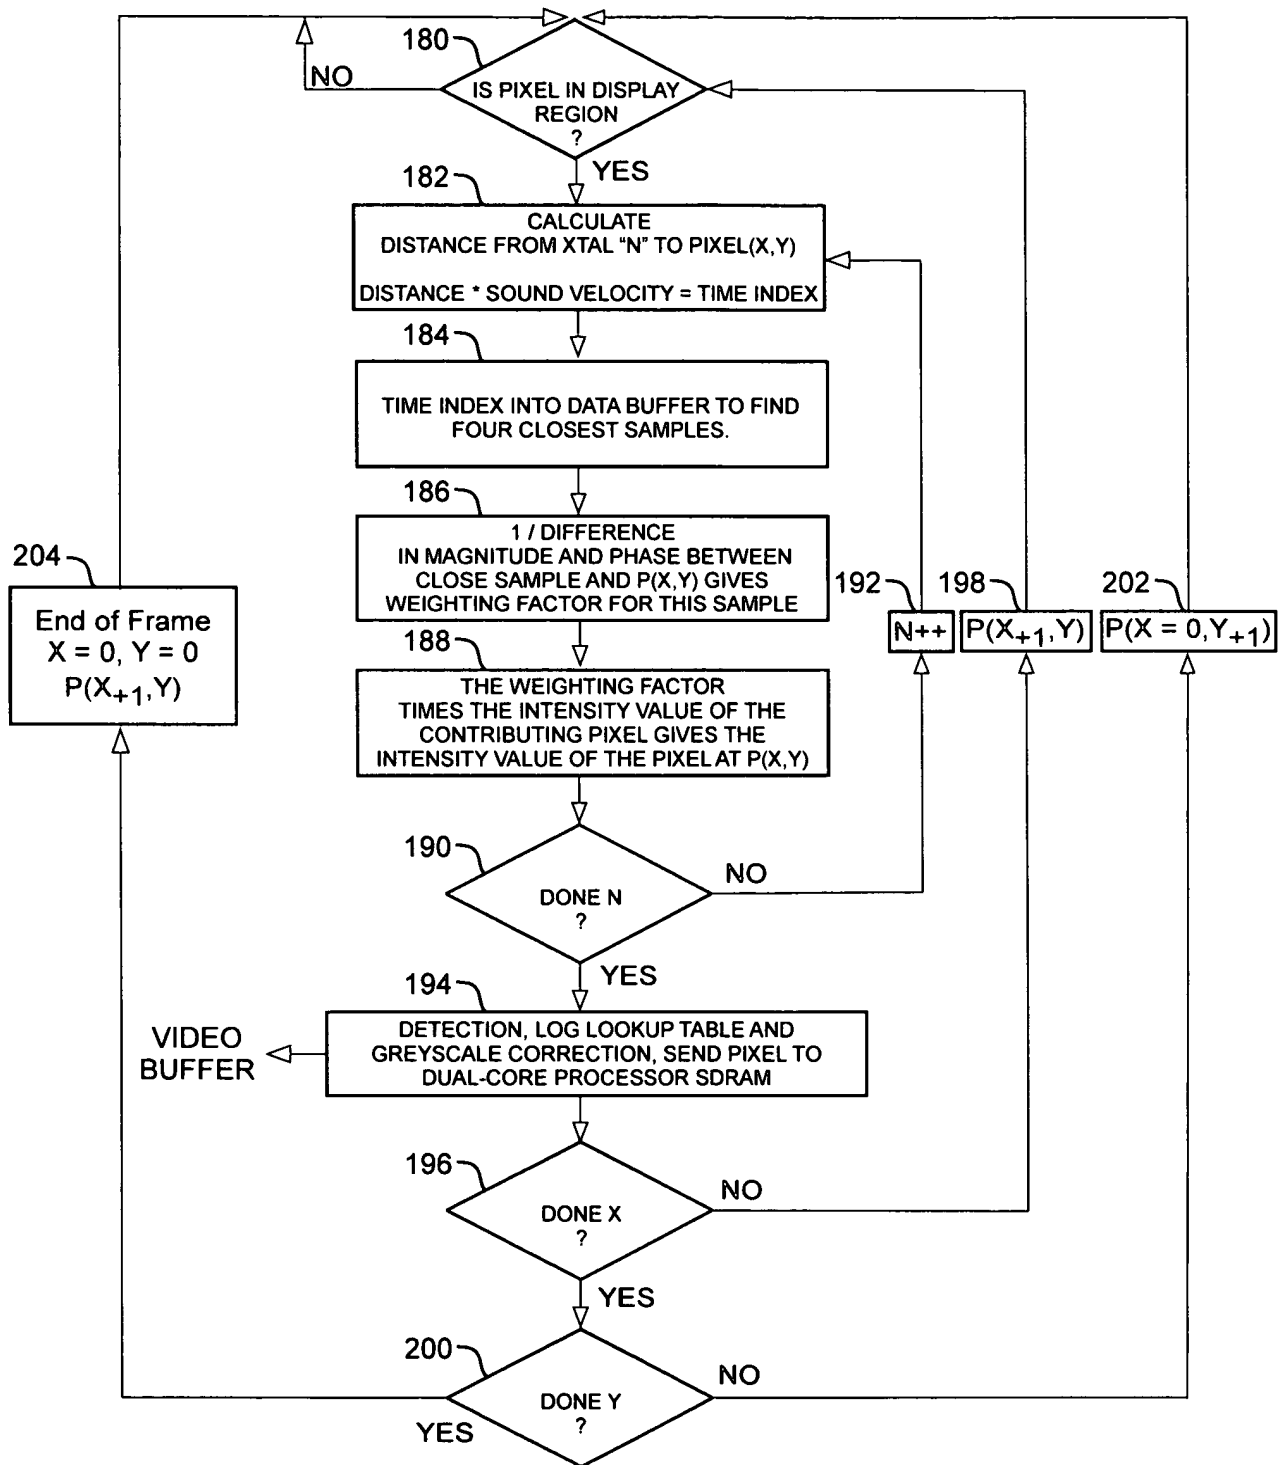 180
NO
IS PIXEL IN DISPLAY
REGION
?
YES
182
CALCULATE
DISTANCE FROM XTAL "N" TO PIXEL(X,Y)
DISTANCE * SOUND VELOCITY = TIME INDEX
184
TIME INDEX INTO DATA BUFFER TO FIND
FOUR CLOSEST SAMPLES.
186
1 / DIFFERENCE
IN MAGNITUDE AND PHASE BETWEEN
CLOSE SAMPLE AND P(X,Y) GIVES
WEIGHTING FACTOR FOR THIS SAMPLE
204
End of Frame
X = 0, Y = 0
P(X+1,Y)
192
N++
198
P(X+1,Y)
202
P(X = 0,Y+1)
188
THE WEIGHTING FACTOR
TIMES THE INTENSITY VALUE OF THE
CONTRIBUTING PIXEL GIVES THE
INTENSITY VALUE OF THE PIXEL AT P(X,Y)
190
DONE N
?
NO
YES
194
DETECTION, LOG LOOKUP TABLE AND
GREYSCALE CORRECTION, SEND PIXEL TO
DUAL-CORE PROCESSOR SDRAM
VIDEO
BUFFER
196
DONE X
?
NO
YES
200
DONE Y
?
NO
YES